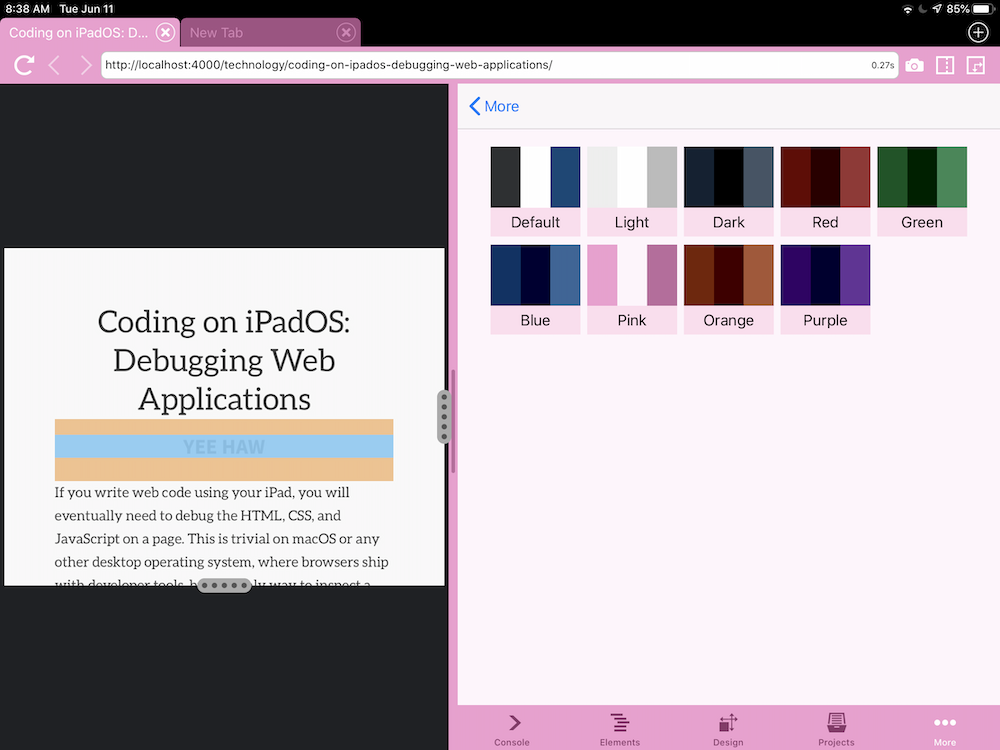 8:38 AM Tue Jun 11
85%
Coding on iPadOS: D...
New Tab
http://localhost:4000/technology/coding-on-ipados-debugging-web-applications/
0.27s
Coding on iPadOS:
Debugging Web
Applications
YEE HAW
If you write web code using your iPad, you will
eventually need to debug the HTML, CSS, and
JavaScript on a page. This is trivial on macOS or any
other desktop operating system, where browsers ship
with developer tools, ly way to inspect a
More
Default Light Dark Red Green
Blue Pink Orange Purple
Console Elements Design Projects More